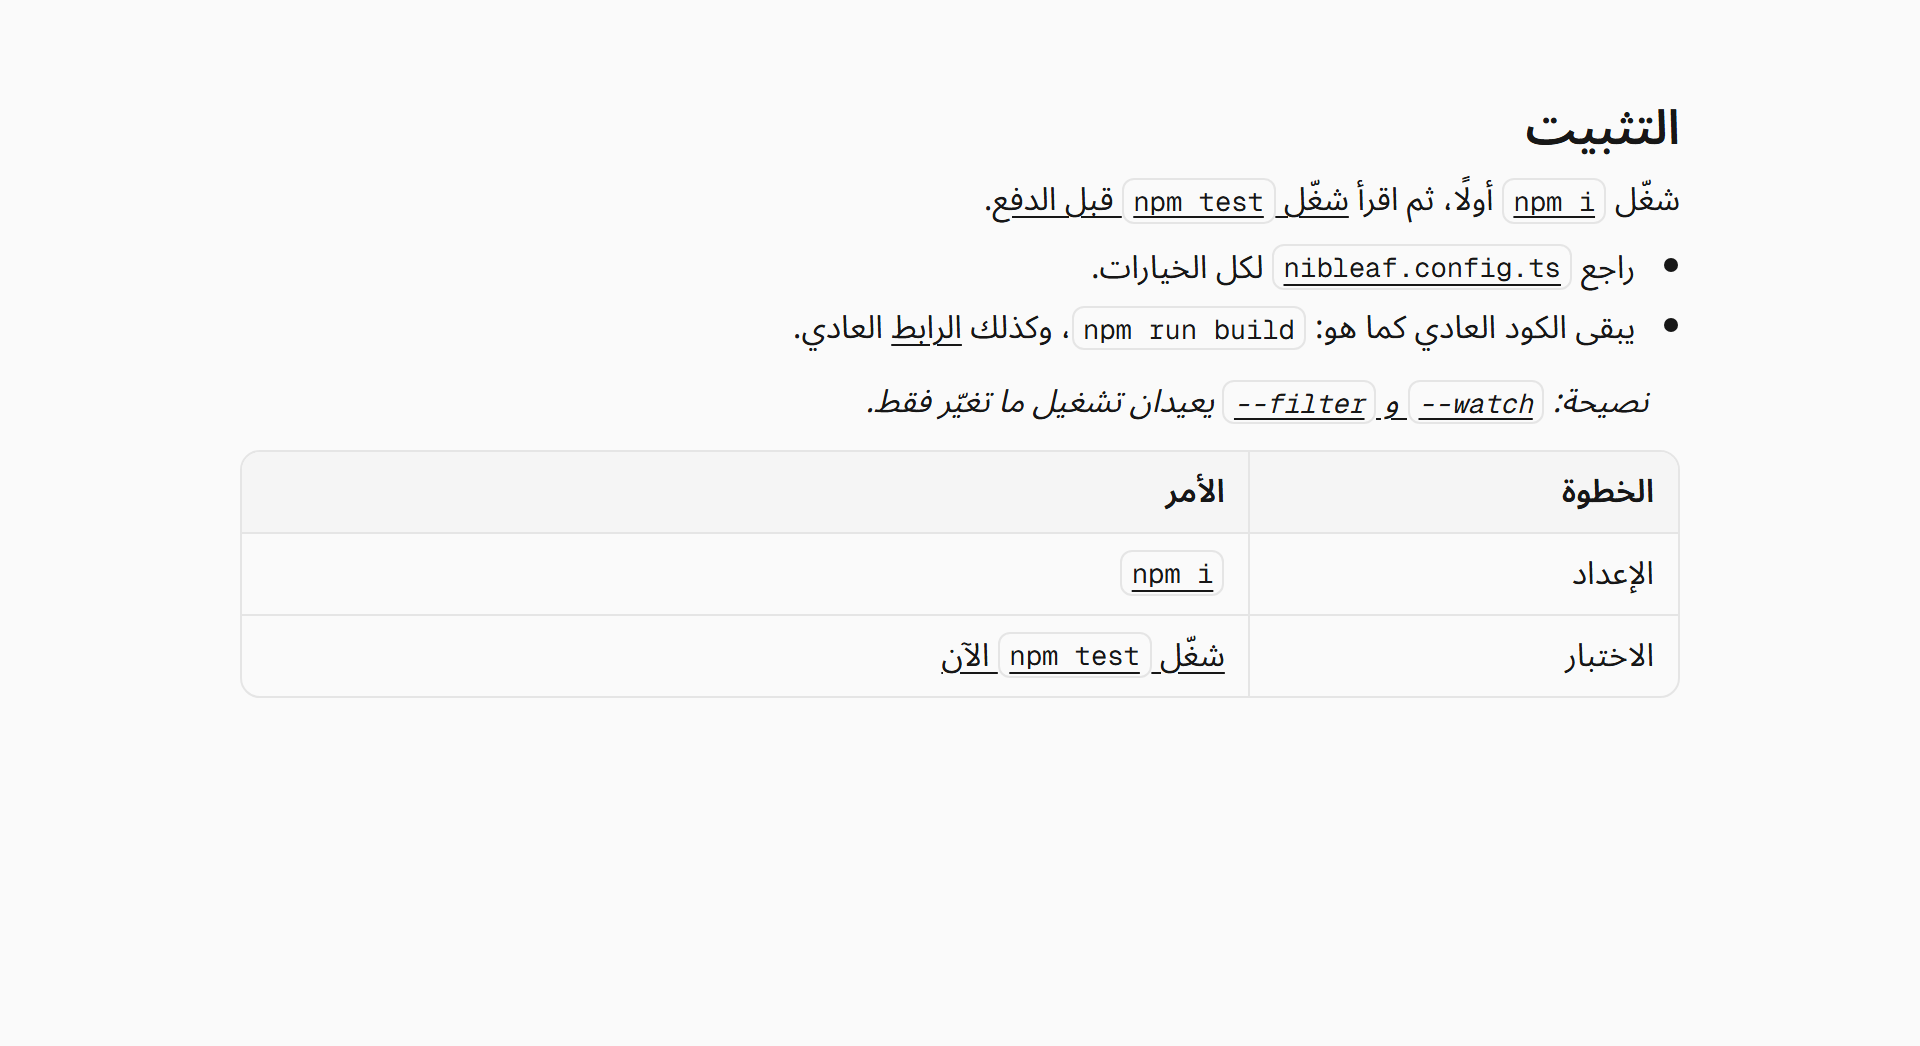 التثبيت
شغّل npm i أولًا، ثم اقرأ شغّل npm test قبل الدفع.
راجع nibleaf.config.ts لكل الخيارات.
يبقى الكود العادي كما هو: npm run build، وكذلك الرابط العادي.
نصيحة: --watch و --filter يعيدان تشغيل ما تغيّر فقط.
الخطوة الأمر
الإعداد npm i
الاختبار شغّل npm test الآن